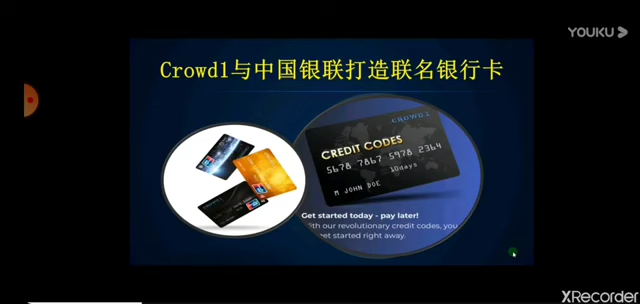 YOUKU
Crowd1与中国银联打造联名银行卡
CROWD1
CREDIT CODES
5678 7867 5978 2364
10days
M JOHN DOE
Get started today - pay later!
With our revolutionary credit codes, you
get started right away.
XRecorder